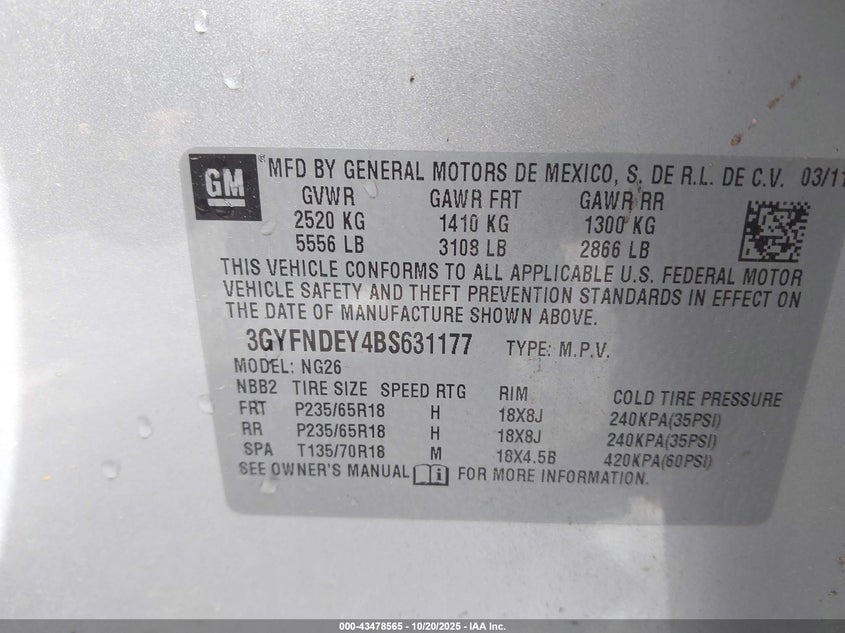 GM ® MFD BY GENERAL MOTORS DE MEXICO, S. DE R.L. DE C.V. 03/11
GVWR GAWR FRT GAWR RR
2520 KG 1410 KG 1300 KG
5556 LB 3108 LB 2866 LB
THIS VEHICLE CONFORMS TO ALL APPLICABLE U.S. FEDERAL MOTOR
VEHICLE SAFETY AND THEFT PREVENTION STANDARDS IN EFFECT ON
THE DATE OF MANUFACTURE SHOWN ABOVE.
3GYFNDEY4BS631177 TYPE: M.P.V.
MODEL: NG26
NBB2 TIRE SIZE SPEED RTG RIM COLD TIRE PRESSURE
FRT P235/65R18 H 18X8J 240KPA(35PSI)
RR P235/65R18 H 18X8J 240KPA(35PSI)
SPA T135/70R18 M 18X4.5B 420KPA(60PSI)
SEE OWNER'S MANUAL i FOR MORE INFORMATION.
000-43478565 - 10/20/2025 - IAA Inc.